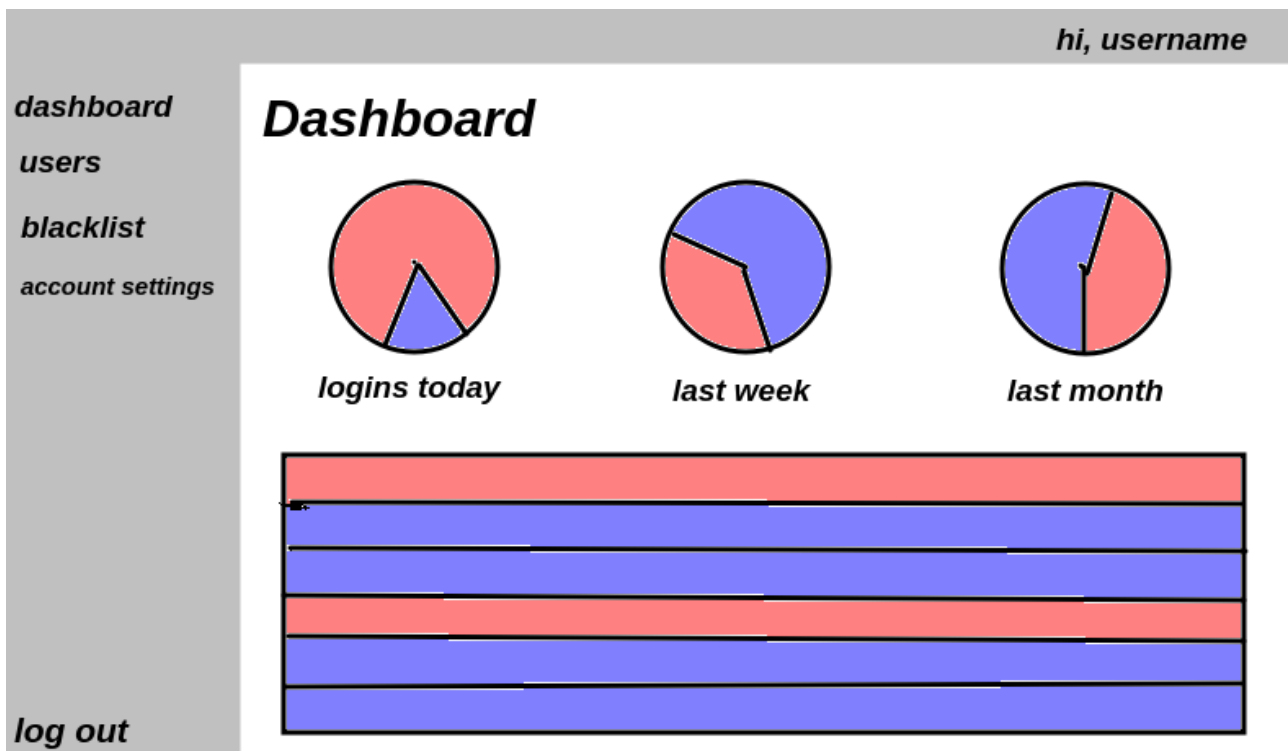 hi, username
dashboard
users
blacklist
account settings
log out
Dashboard
logins today
last week
last month